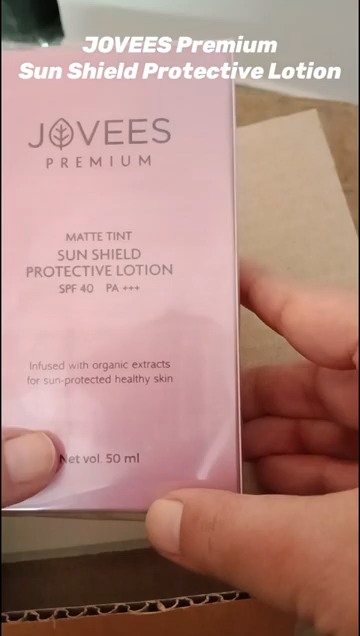 JOVEES Premium
Sun Shield Protective Lotion
JOVEES
PREMIUM
MATTE TINT
SUN SHIELD
PROTECTIVE LOTION
SPF 40 PA +++
Infused with organic extracts
for sun-protected healthy skin
Net vol. 50 ml